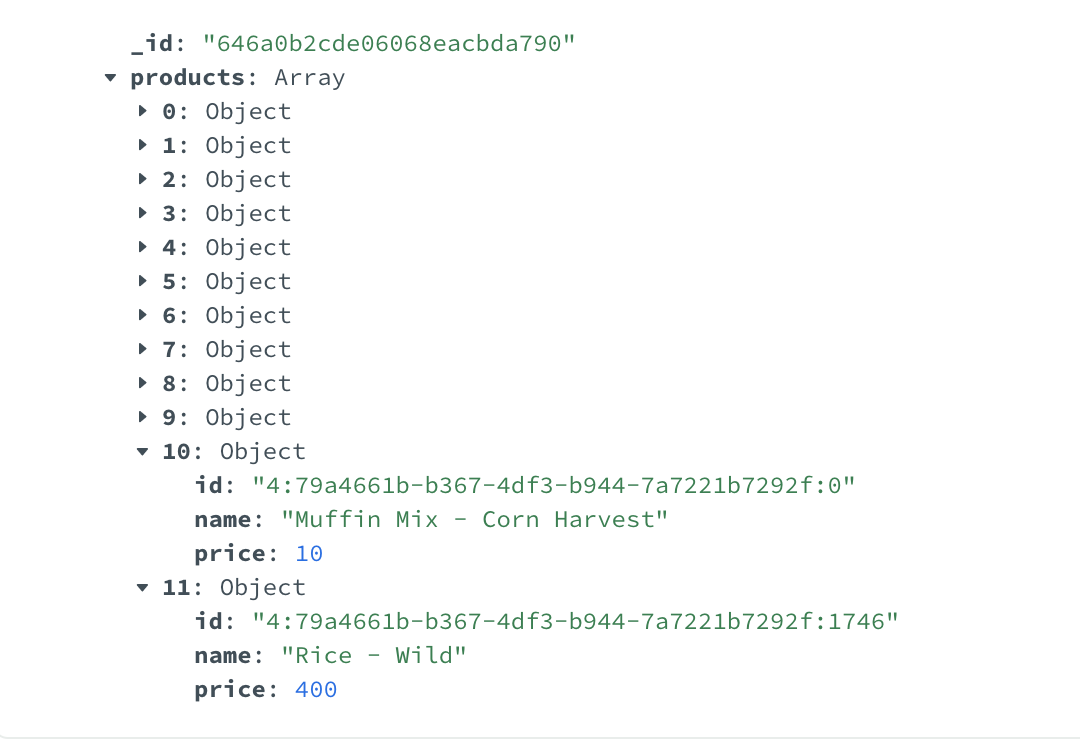 _id: "646a0b2cde06068eacbda790"
products: Array
0: Object
1: Object
2: Object
3: Object
4: Object
5: Object
6: Object
7: Object
8: Object
9: Object
10: Object
id: "4:79a4661b-b367-4df3-b944-7a7221b7292f:0"
name: "Muffin Mix - Corn Harvest"
price: 10
11: Object
id: "4:79a4661b-b367-4df3-b944-7a7221b7292f:1746"
name: "Rice - Wild"
price: 400